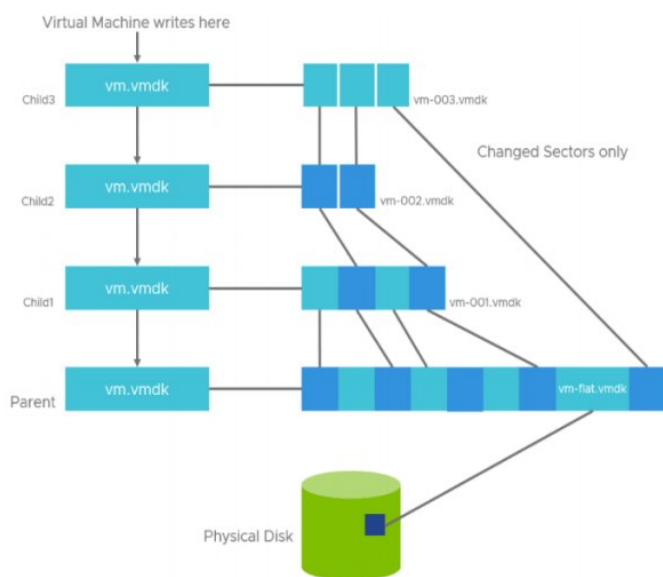 Virtual Machine writes here
vm.vmdk
Child3
vm-003.vmdk
Changed Sectors only
vm.vmdk
Child2
vm-002.vmdk
vm.vmdk
Child1
vm-001.vmdk
vm.vmdk
Parent
vm-flat.vmdk
Physical Disk